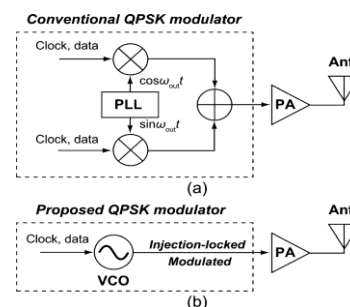 Conventional QPSK modulator
Clock, data
cosωoutt
Ant
PLL
PA
sinωoutt
Clock, data
(a)
Proposed QPSK modulator
Ant
Clock, data
Injection-locked
Modulated
PA
VCO
(b)